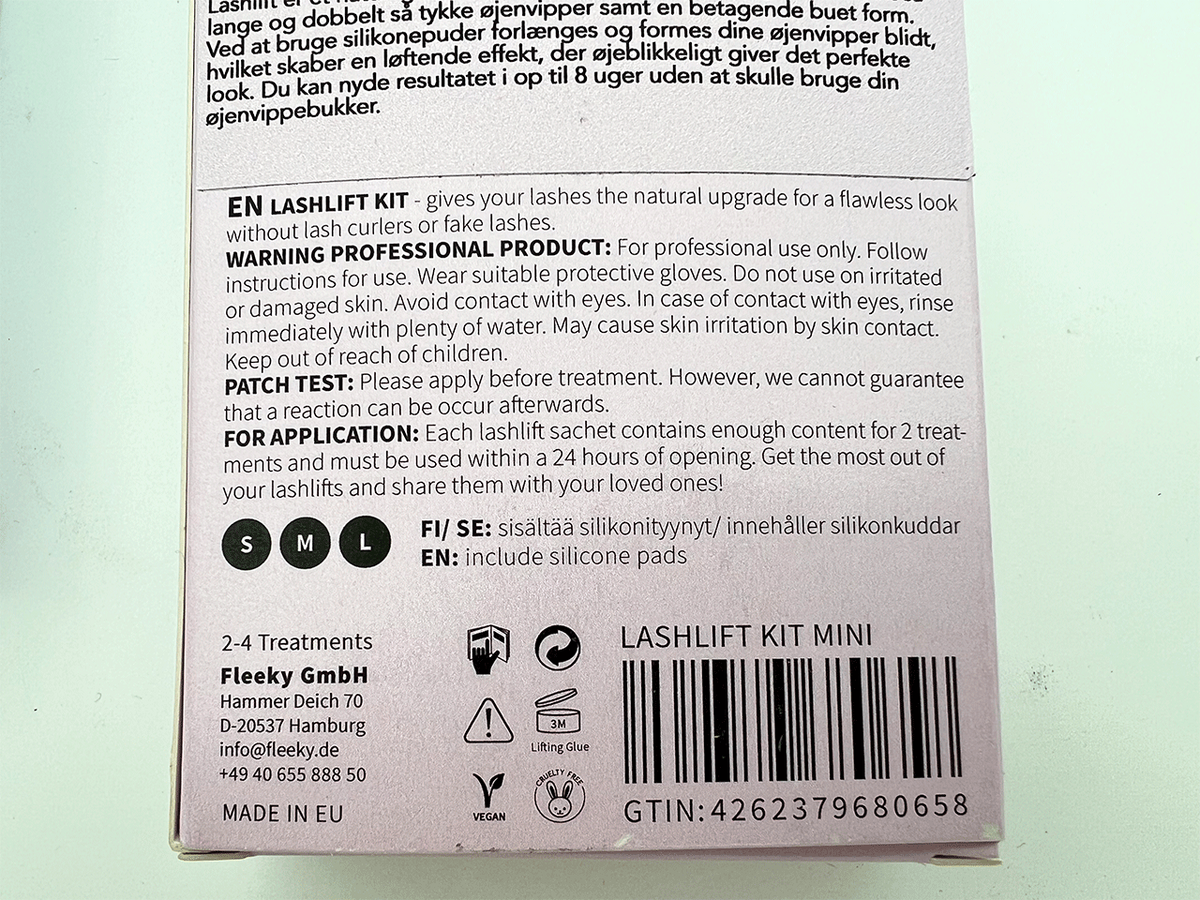 Lashlift er et
lange og dobbelt så tykke øjenvipper samt en betagende buet form.
Ved at bruge silikonepuder forlænges og formes dine øjenvipper blidt,
hvilket skaber en løftende effekt, der øjeblikkeligt giver det perfekte
look. Du kan nyde resultatet i op til 8 uger uden at skulle bruge din
øjenvippebukker.
EN LASHLIFT KIT - gives your lashes the natural upgrade for a flawless look
without lash curlers or fake lashes.
WARNING PROFESSIONAL PRODUCT: For professional use only. Follow
instructions for use. Wear suitable protective gloves. Do not use on irritated
or damaged skin. Avoid contact with eyes. In case of contact with eyes, rinse
immediately with plenty of water. May cause skin irritation by skin contact.
Keep out of reach of children.
PATCH TEST: Please apply before treatment. However, we cannot guarantee
that a reaction can be occur afterwards.
FOR APPLICATION: Each lashlift sachet contains enough content for 2 treat-
ments and must be used within a 24 hours of opening. Get the most out of
your lashlifts and share them with your loved ones!
S M L
FI/ SE: sisältää silikonityynyt/ innehåller silikonkuddar
EN: include silicone pads
2-4 Treatments
Fleeky GmbH
Hammer Deich 70
D-20537 Hamburg
info@fleeky.de
+49 40 655 888 50
MADE IN EU
3M
Lifting Glue
VEGAN
CRUELTY FREE
LASHLIFT KIT MINI
GTIN: 4262379680658